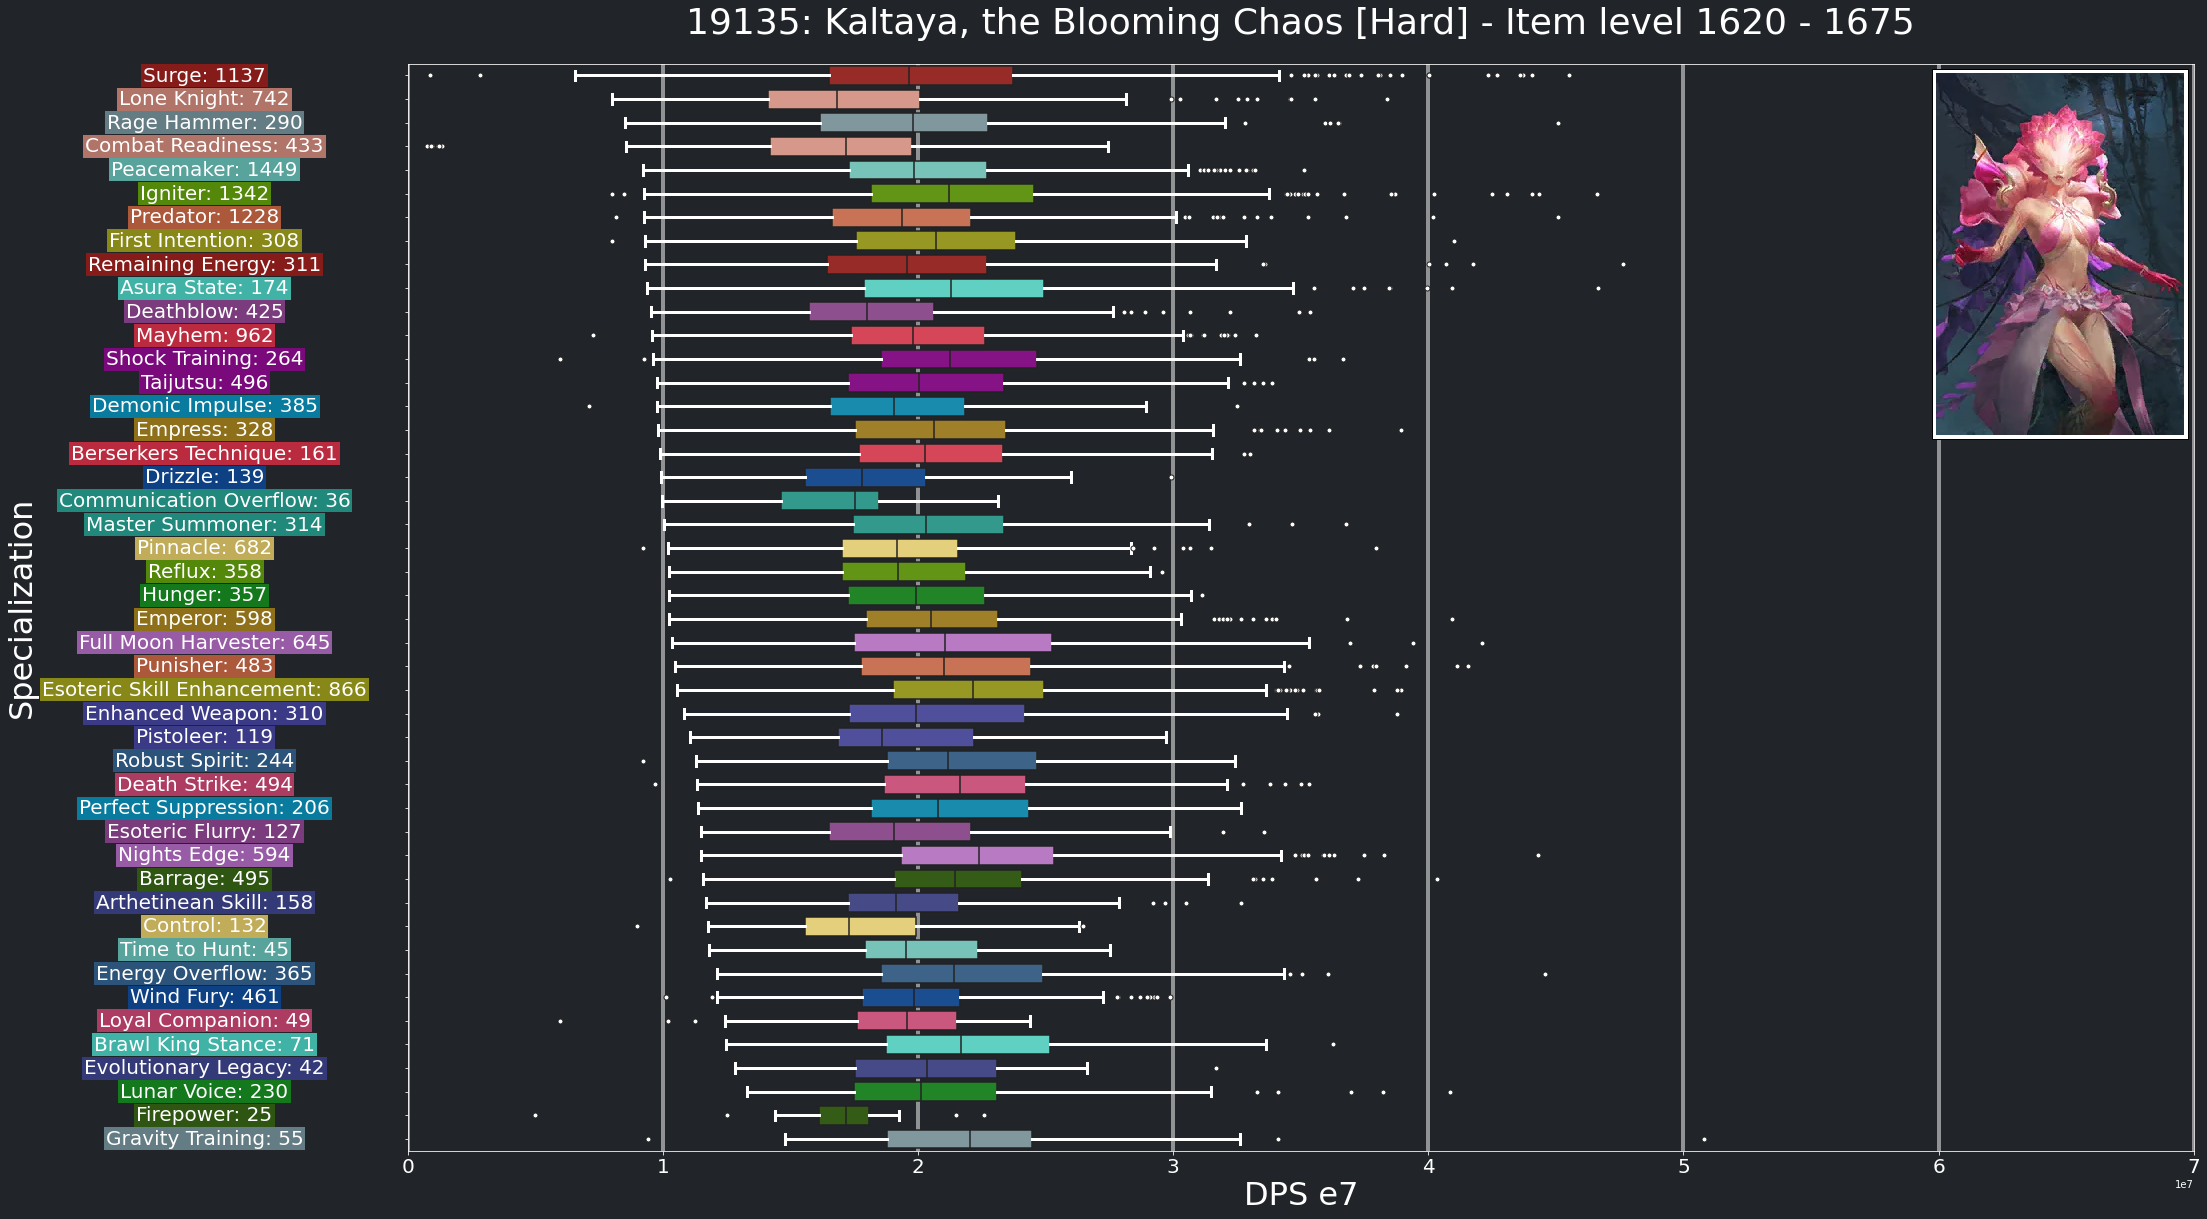 19135: Kaltaya, the Blooming Chaos [Hard] - Item level 1620 - 1675
Specialization
Surge: 1137
Lone Knight: 742
Rage Hammer: 290
Combat Readiness: 433
Peacemaker: 1449
Igniter: 1342
Predator: 1228
First Intention: 308
Remaining Energy: 311
Asura State: 174
Deathblow: 425
Mayhem: 962
Shock Training: 264
Taijutsu: 496
Demonic Impulse: 385
Empress: 328
Berserkers Technique: 161
Drizzle: 139
Communication Overflow: 36
Master Summoner: 314
Pinnacle: 682
Reflux: 358
Hunger: 357
Emperor: 598
Full Moon Harvester: 645
Punisher: 483
Esoteric Skill Enhancement: 866
Enhanced Weapon: 310
Pistoleer: 119
Robust Spirit: 244
Death Strike: 494
Perfect Suppression: 206
Esoteric Flurry: 127
Nights Edge: 594
Barrage: 495
Arthetinean Skill: 158
Control: 132
Time to Hunt: 45
Energy Overflow: 365
Wind Fury: 461
Loyal Companion: 49
Brawl King Stance: 71
Evolutionary Legacy: 42
Lunar Voice: 230
Firepower: 25
Gravity Training: 55
0 1 2 3 4 5 6 7
1e7
DPS e7